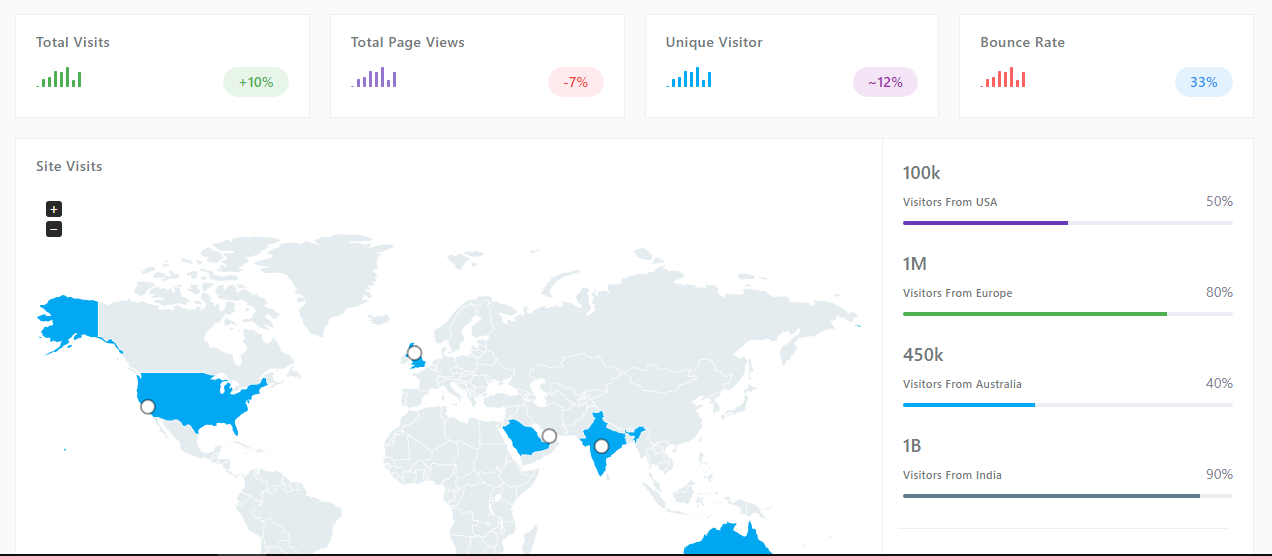 Total Visits
+10%
Total Page Views
-7%
Unique Visitor
~12%
Bounce Rate
33%
Site Visits
+
−
100k
Visitors From USA 50%
1M
Visitors From Europe 80%
450k
Visitors From Australia 40%
1B
Visitors From India 90%